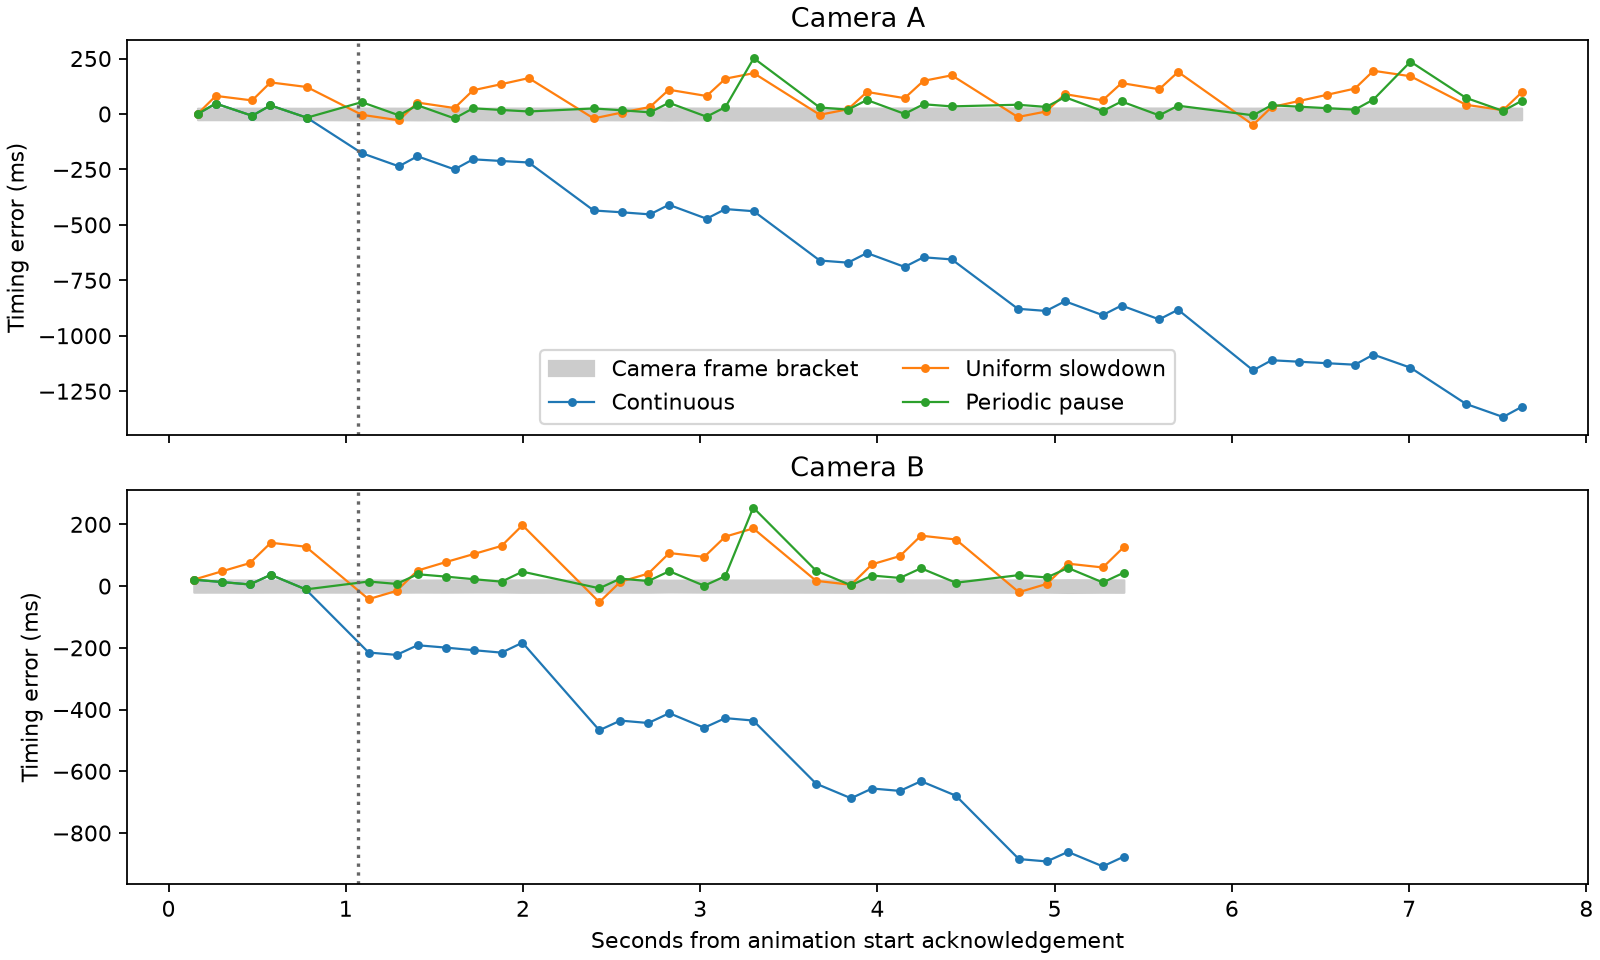 Camera A
Timing error (ms)
250
0
−250
−500
−750
−1000
−1250
Camera frame bracket
Continuous
Uniform slowdown
Periodic pause
Camera B
Timing error (ms)
200
0
−200
−400
−600
−800
0 1 2 3 4 5 6 7 8
Seconds from animation start acknowledgement